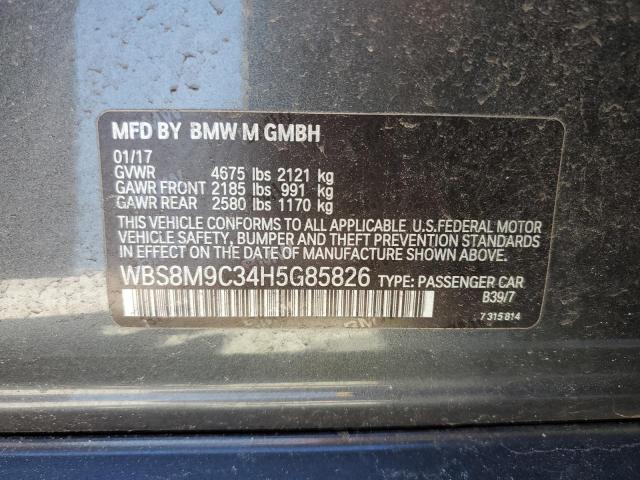 MFD BY BMW M GMBH
01/17
GVWR 4675 lbs 2121 kg
GAWR FRONT 2185 lbs 991 kg
GAWR REAR 2580 lbs 1170 kg
THIS VEHICLE CONFORMS TO ALL APPLICABLE U.S.FEDERAL MOTOR
VEHICLE SAFETY, BUMPER AND THEFT PREVENTION STANDARDS
IN EFFECT ON THE DATE OF MANUFACTURE SHOWN ABOVE.
WBS8M9C34H5G85826 TYPE: PASSENGER CAR
B39/7
7 315 814